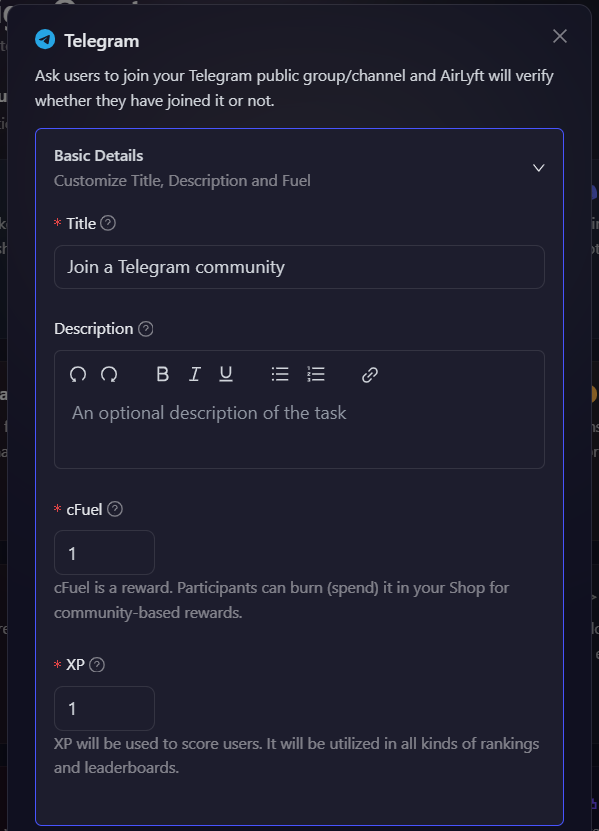 Telegram
Ask users to join your Telegram public group/channel and AirLyft will verify
whether they have joined it or not.
Basic Details
Customize Title, Description and Fuel
* Title ?
Join a Telegram community
Description ?
B I U
An optional description of the task
* cFuel ?
1
cFuel is a reward. Participants can burn (spend) it in your Shop for
community-based rewards.
* XP ?
1
XP will be used to score users. It will be utilized in all kinds of rankings
and leaderboards.